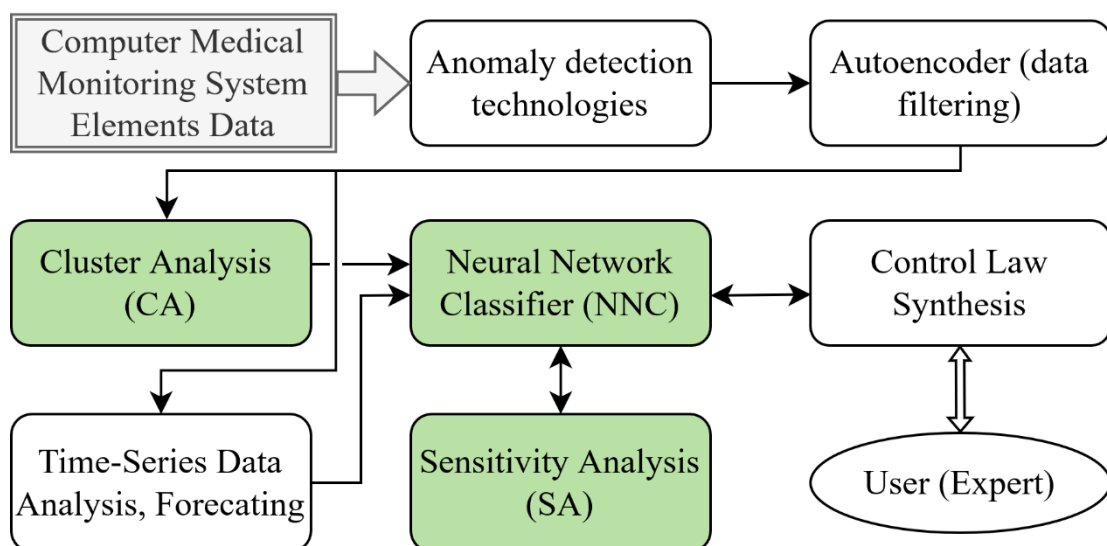 Computer Medical
Monitoring System
Elements Data
Anomaly detection
technologies
Autoencoder (data
filtering)
Cluster Analysis
(CA)
Neural Network
Classifier (NNC)
Control Law
Synthesis
Time-Series Data
Analysis, Forecating
Sensitivity Analysis
(SA)
User (Expert)